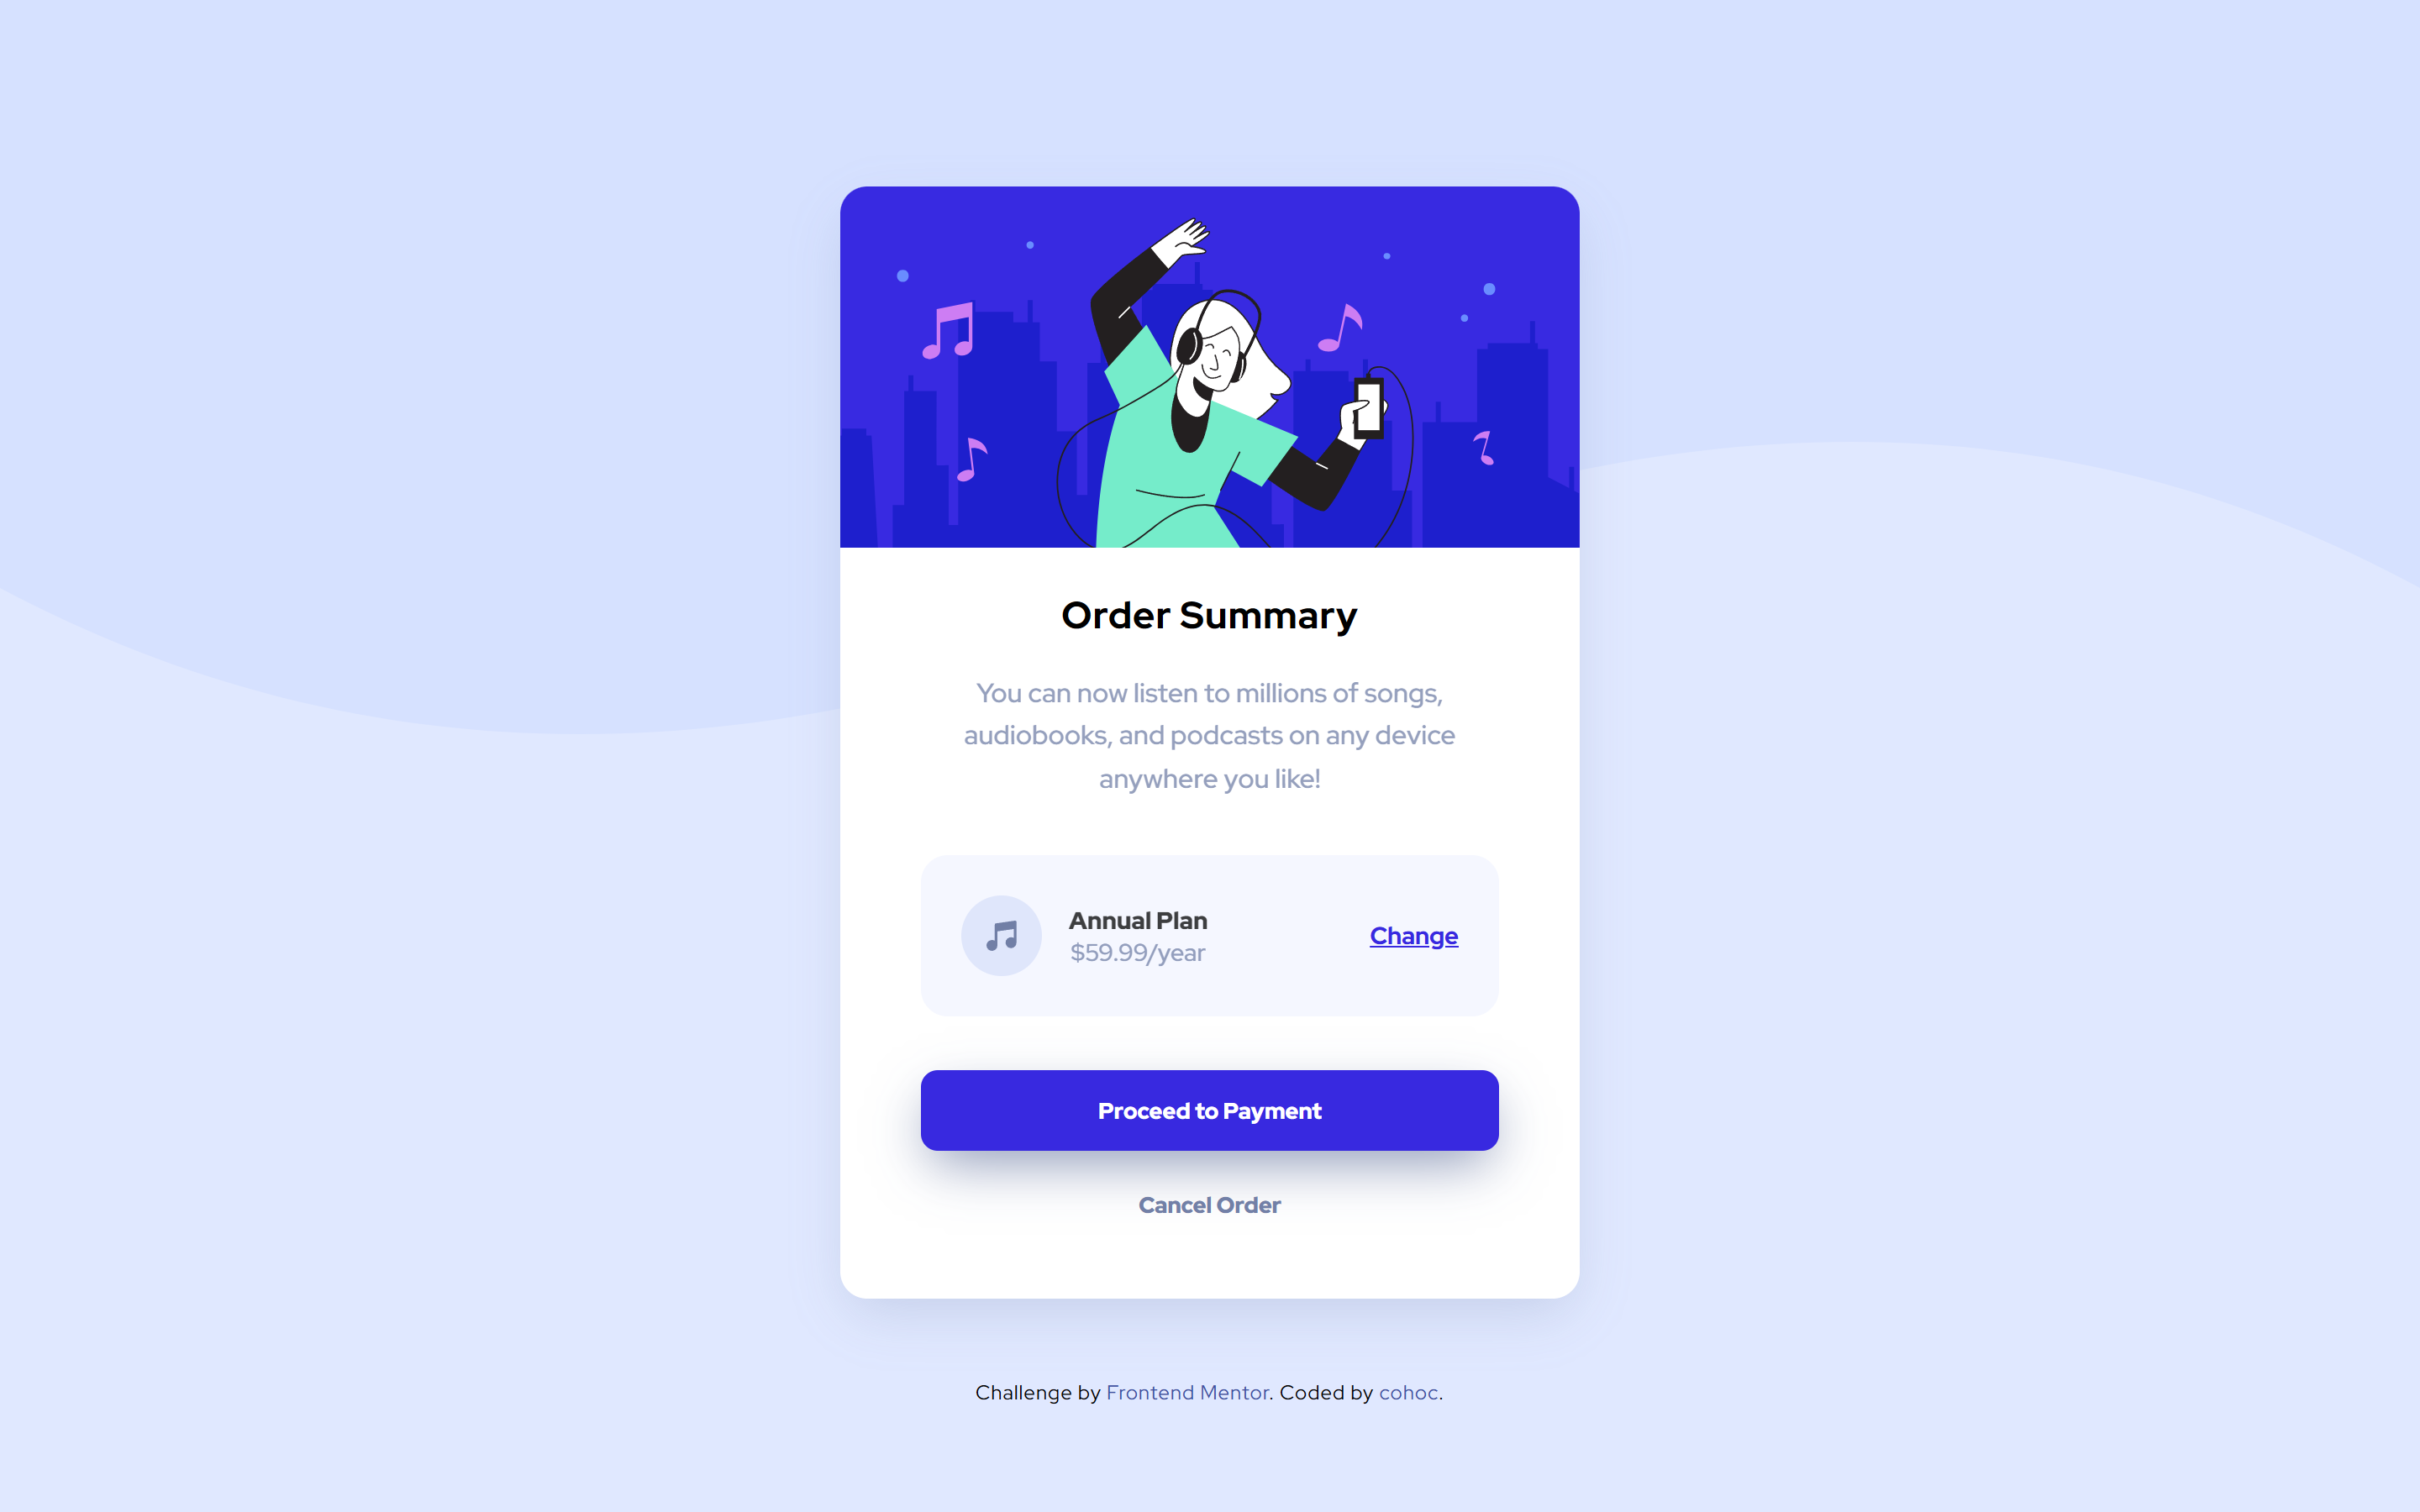 Order Summary
You can now listen to millions of songs,
audiobooks, and podcasts on any device
anywhere you like!
Annual Plan
$59.99/year
Change
Proceed to Payment
Cancel Order
Challenge by Frontend Mentor. Coded by cohoc.